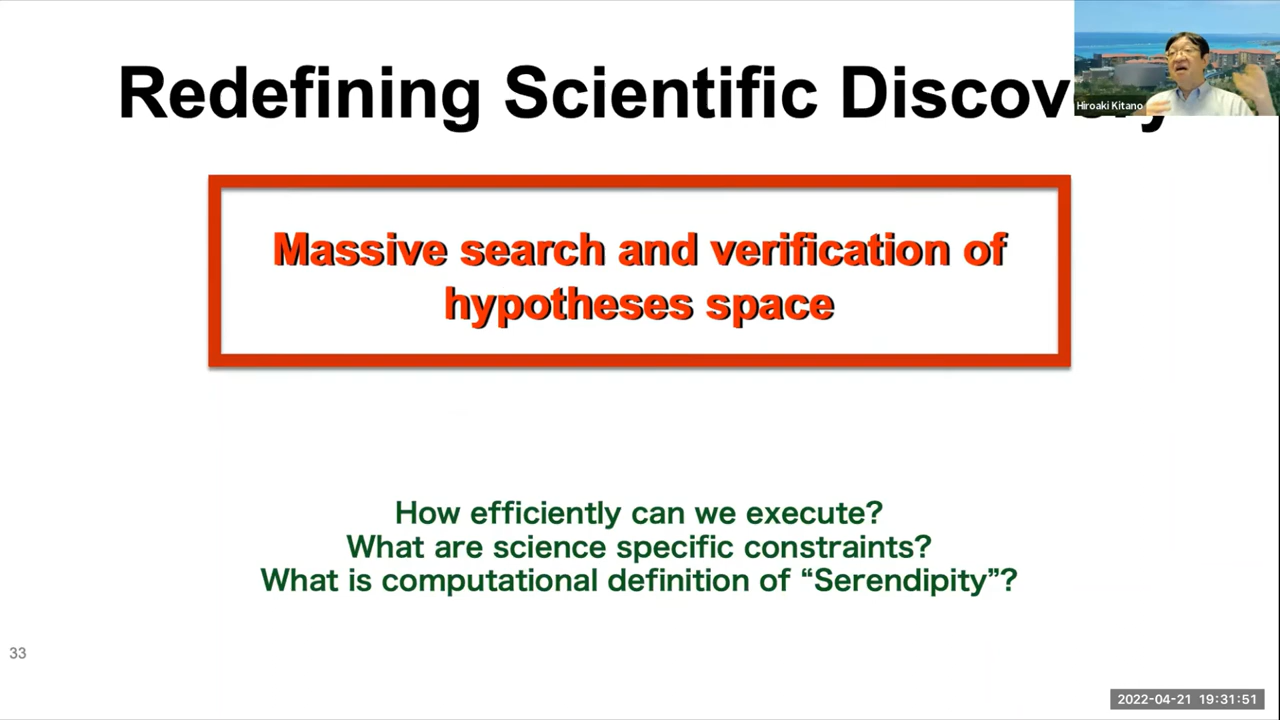 Redefining Scientific Discovery
Hiroaki Kitano
Massive search and verification of
hypotheses space
How efficiently can we execute?
What are science specific constraints?
What is computational definition of “Serendipity”?
33
2022-04-21 19:31:51